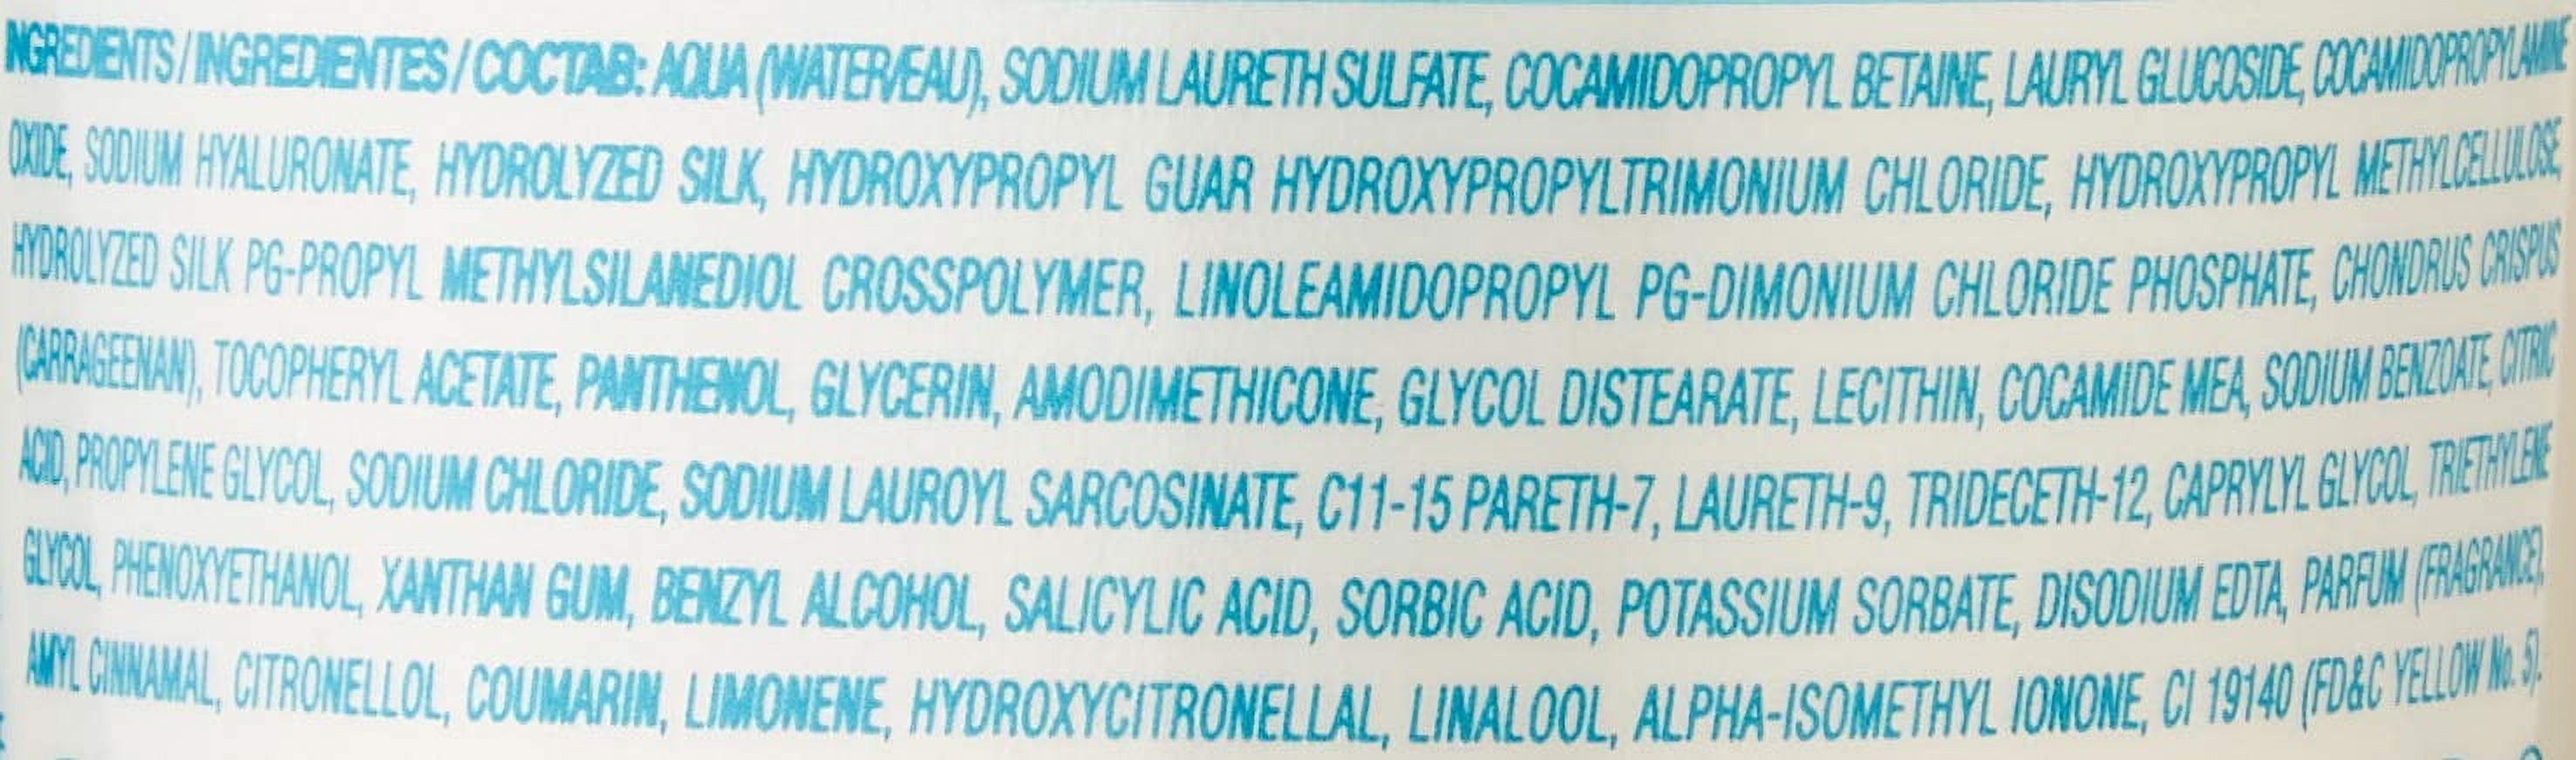 INGREDIENTS / INGREDIENTES / СОСТАВ: AQUA (WATER/EAU), SODIUM LAURETH SULFATE, COCAMIDOPROPYL BETAINE, LAURYL GLUCOSIDE, COCAMIDOPROPYLAMINE
OXIDE, SODIUM HYALURONATE, HYDROLYZED SILK, HYDROXYPROPYL GUAR HYDROXYPROPYLTRIMONIUM CHLORIDE, HYDROXYPROPYL METHYLCELLULOSE,
HYDROLYZED SILK PG-PROPYL METHYLSILANEDIOL CROSSPOLYMER, LINOLEAMIDOPROPYL PG-DIMONIUM CHLORIDE PHOSPHATE, CHONDRUS CRISPUS
(CARRAGEENAN), TOCOPHERYL ACETATE, PANTHENOL, GLYCERIN, AMODIMETHICONE, GLYCOL DISTEARATE, LECITHIN, COCAMIDE MEA, SODIUM BENZOATE, CITRIC
ACID, PROPYLENE GLYCOL, SODIUM CHLORIDE, SODIUM LAUROYL SARCOSINATE, C11-15 PARETH-7, LAURETH-9, TRIDECETH-12, CAPRYLYL GLYCOL, TRIETHYLENE
GLYCOL, PHENOXYETHANOL, XANTHAN GUM, BENZYL ALCOHOL, SALICYLIC ACID, SORBIC ACID, POTASSIUM SORBATE, DISODIUM EDTA, PARFUM (FRAGRANCE),
AMYL CINNAMAL, CITRONELLOL, COUMARIN, LIMONENE, HYDROXYCITRONELLAL, LINALOOL, ALPHA-ISOMETHYL IONONE, CI 19140 (FD&C YELLOW No. 5).